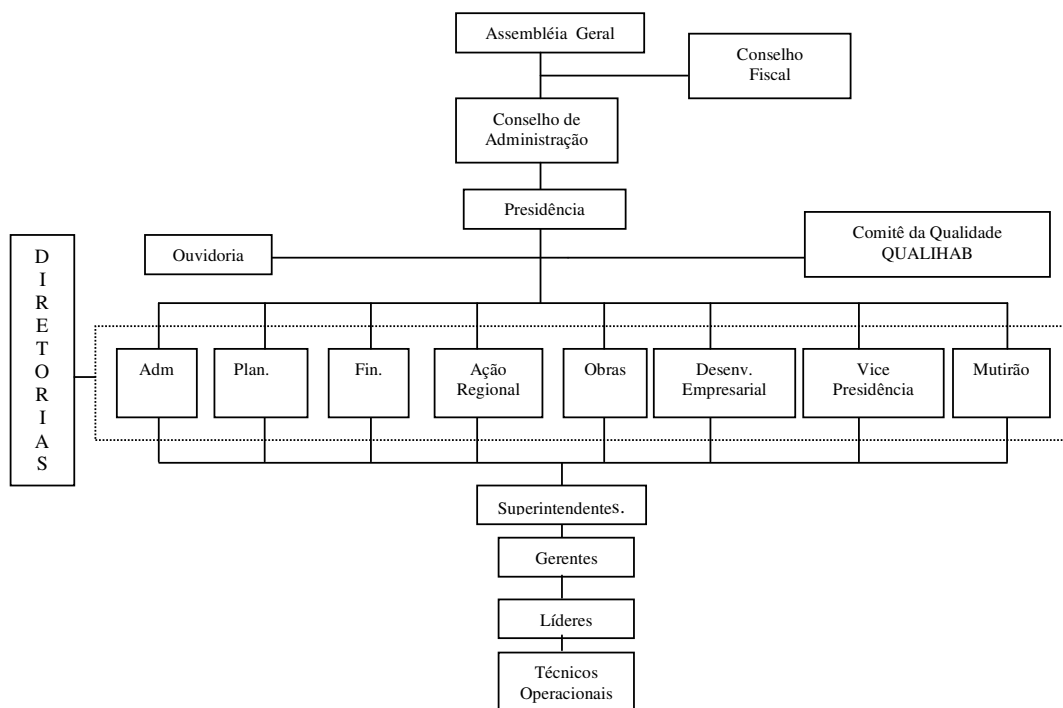 Assembléia Geral
Conselho
Fiscal
Conselho de
Administração
Presidência
Ouvidoria
Comitê da Qualidade
QUALIHAB
D
I
R
E
T
O
R
I
A
S
Adm
Plan.
Fin.
Ação
Regional
Obras
Desenv.
Empresarial
Vice
Presidência
Mutirão
Superintendentes.
Gerentes
Líderes
Técnicos
Operacionais